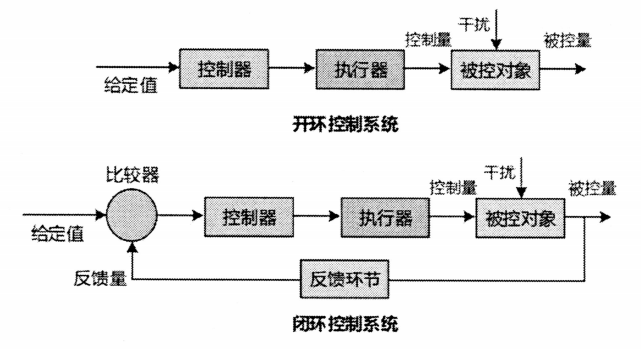 干扰
控制量
被控量
给定值
控制器
执行器
被控对象
开环控制系统
比较器
干扰
控制量
被控量
给定值
控制器
执行器
被控对象
反馈量
反馈环节
闭环控制系统